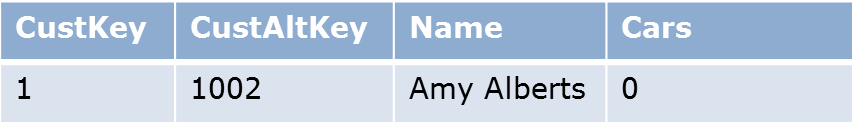 CustKey CustAltKey Name Cars
1 1002 Amy Alberts 0